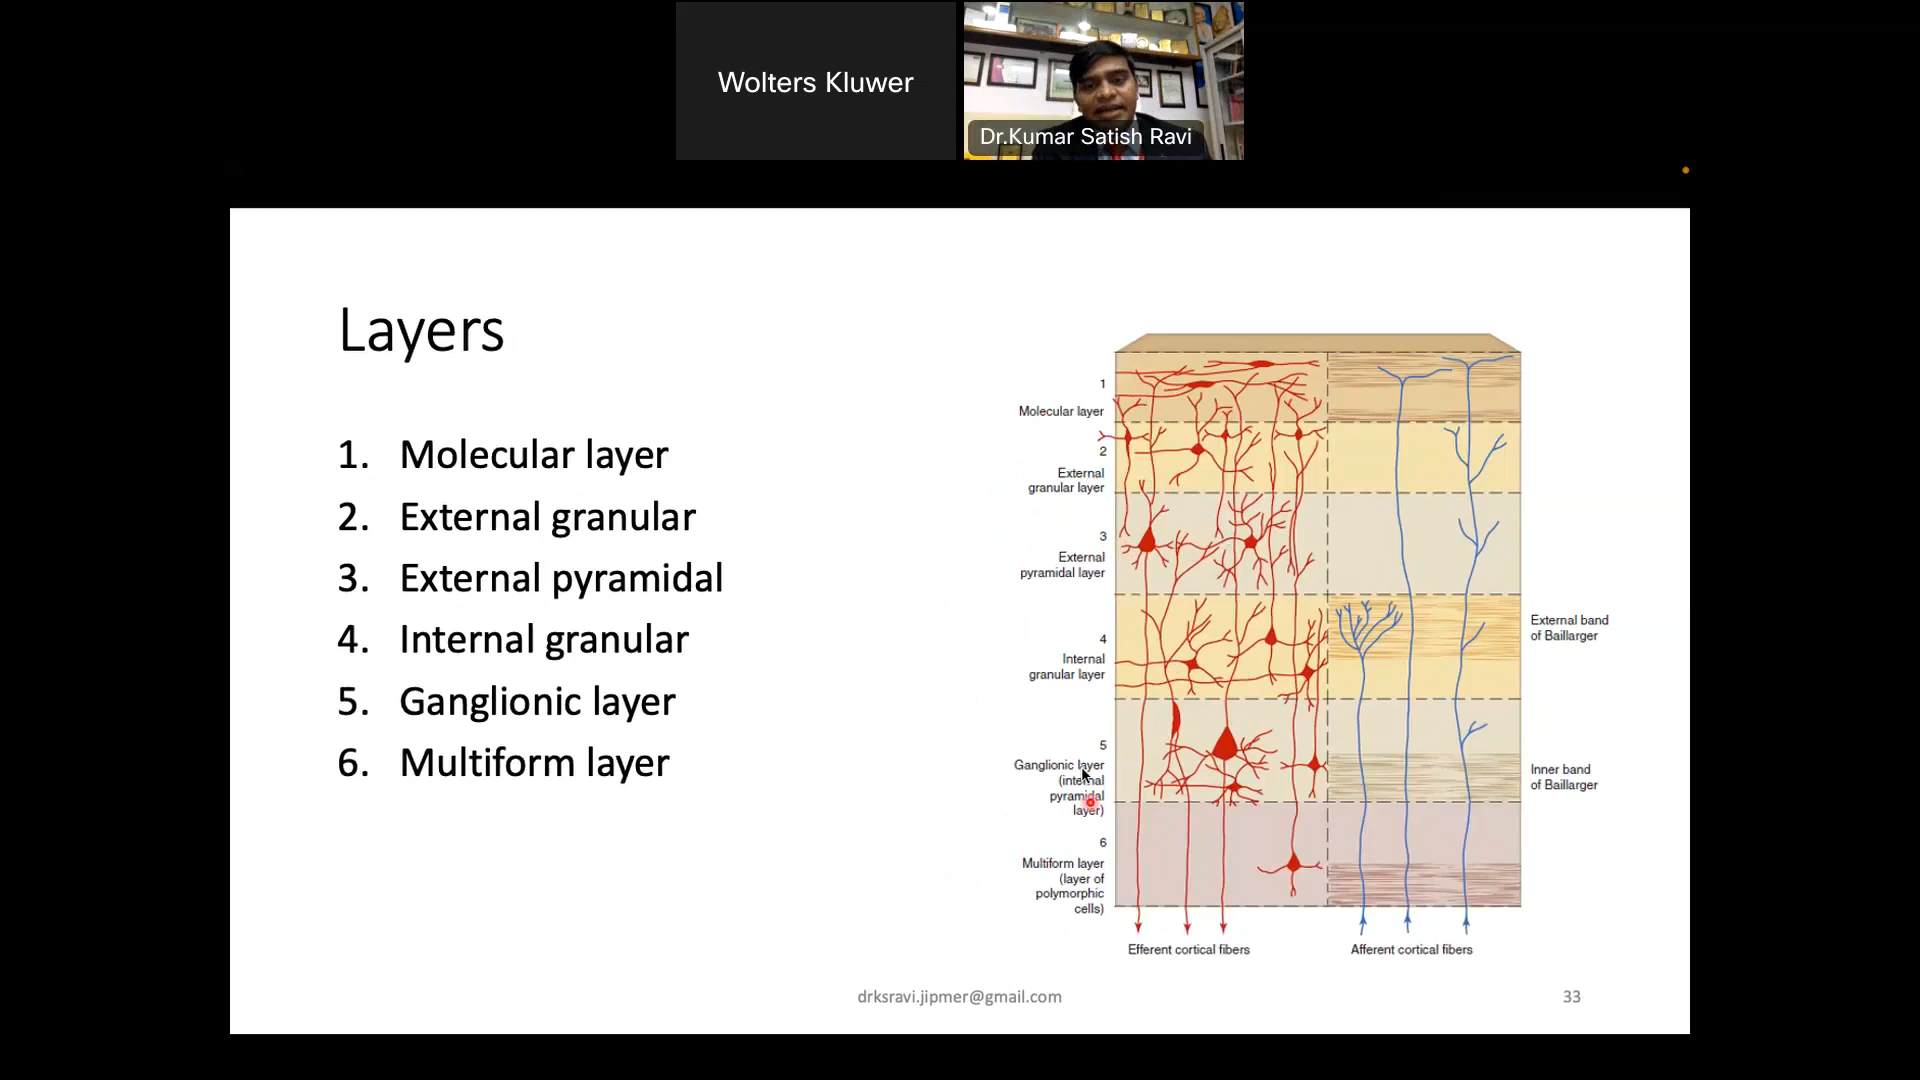 Wolters Kluwer
Dr.Kumar Satish Ravi
Layers
1. Molecular layer
2. External granular
3. External pyramidal
4. Internal granular
5. Ganglionic layer
6. Multiform layer
1
Molecular layer
2
External
granular layer
3
External
pyramidal layer
4
Internal
granular layer
5
Ganglionic layer
(internal
pyramidal
layer)
6
Multiform layer
(layer of
polymorphic
cells)
External band
of Baillarger
Inner band
of Baillarger
Efferent cortical fibers
Afferent cortical fibers
drksravi.jipmer@gmail.com
33